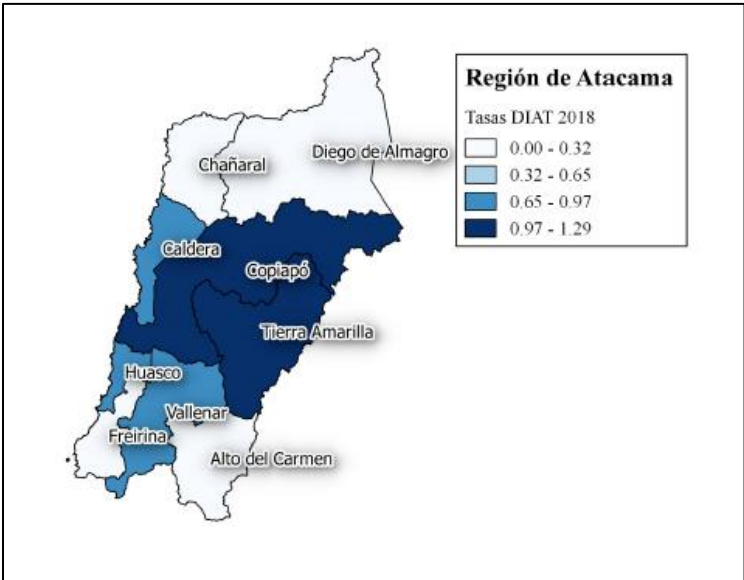 Región de Atacama
Tasas DIAT 2018
0.00 - 0.32
0.32 - 0.65
0.65 - 0.97
0.97 - 1.29
Diego de Almagro
Chañaral
Caldera
Copiapó
Tierra Amarilla
Huasco
Vallenar
Freirina
Alto del Carmen